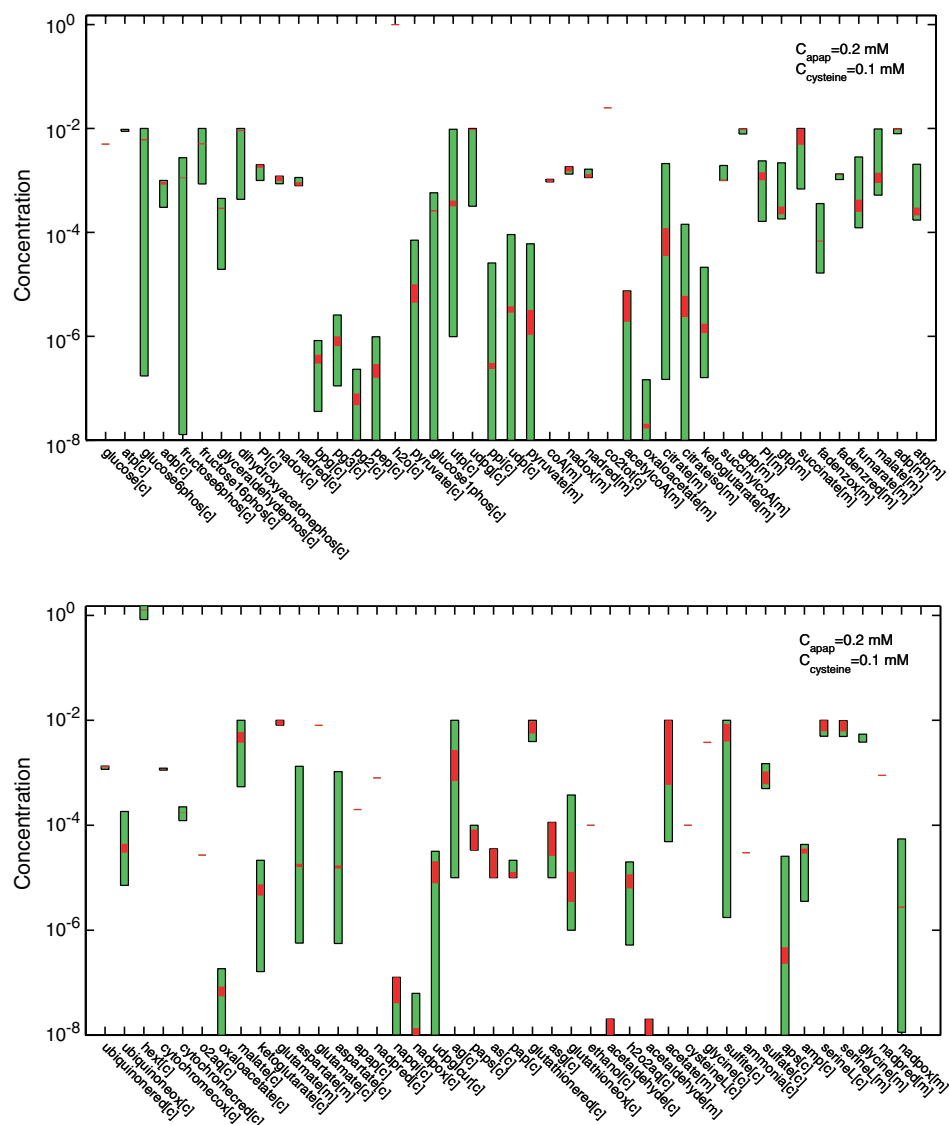 10^0
10^-2
10^-4
10^-6
10^-8
Concentration
C_apap=0.2 mM
C_cysteine=0.1 mM
glucose[c]
atp[c]
glucose6phos[c]
adp[c]
fructose6phos[c]
fructose16phos[c]
glyceraldehydephos[c]
dihydroxyacetonephos[c]
PI[c]
nadox[c]
nadred[c]
bpg[c]
pg3[c]
pg2[c]
pep[c]
h2o[c]
pyruvate[c]
glucose1phos[c]
utp[c]
udpg[c]
ppi[c]
udp[c]
pyruvate[m]
coA[m]
nadox[m]
nadred[m]
co2tot[c]
acetylcoA[m]
oxaloacetate[m]
citrate[m]
citrateiso[m]
ketoglutarate[m]
succinylcoA[m]
gdp[m]
PI[m]
gtp[m]
succinate[m]
fadenzox[m]
fadenzred[m]
fumarate[m]
malate[m]
adp[m]
atp[m]
10^0
10^-2
10^-4
10^-6
10^-8
Concentration
C_apap=0.2 mM
C_cysteine=0.1 mM
ubiquinonered[c]
ubiquinoneox[c]
hext[c]
cytochromecox[c]
cytochromecred[c]
o2aq[c]
oxaloacetate[c]
malate[c]
ketoglutarate[c]
glutamate[m]
aspartate[m]
glutamate[c]
aspartate[c]
apap[c]
nadpred[c]
napqi[c]
nadpox[c]
udpglcur[c]
ag[c]
paps[c]
as[c]
pap[c]
glutathionered[c]
asg[c]
glutathioneox[c]
ethanol[c]
acetaldehyde[c]
h2o2a[c]
acetaldehyde[m]
acetate[m]
cysteineL[c]
glycine[c]
sulfite[c]
ammonia[c]
sulfate[c]
aps[c]
amp[c]
serineL[c]
serineL[m]
glycine[m]
nadpred[m]
nadpox[m]